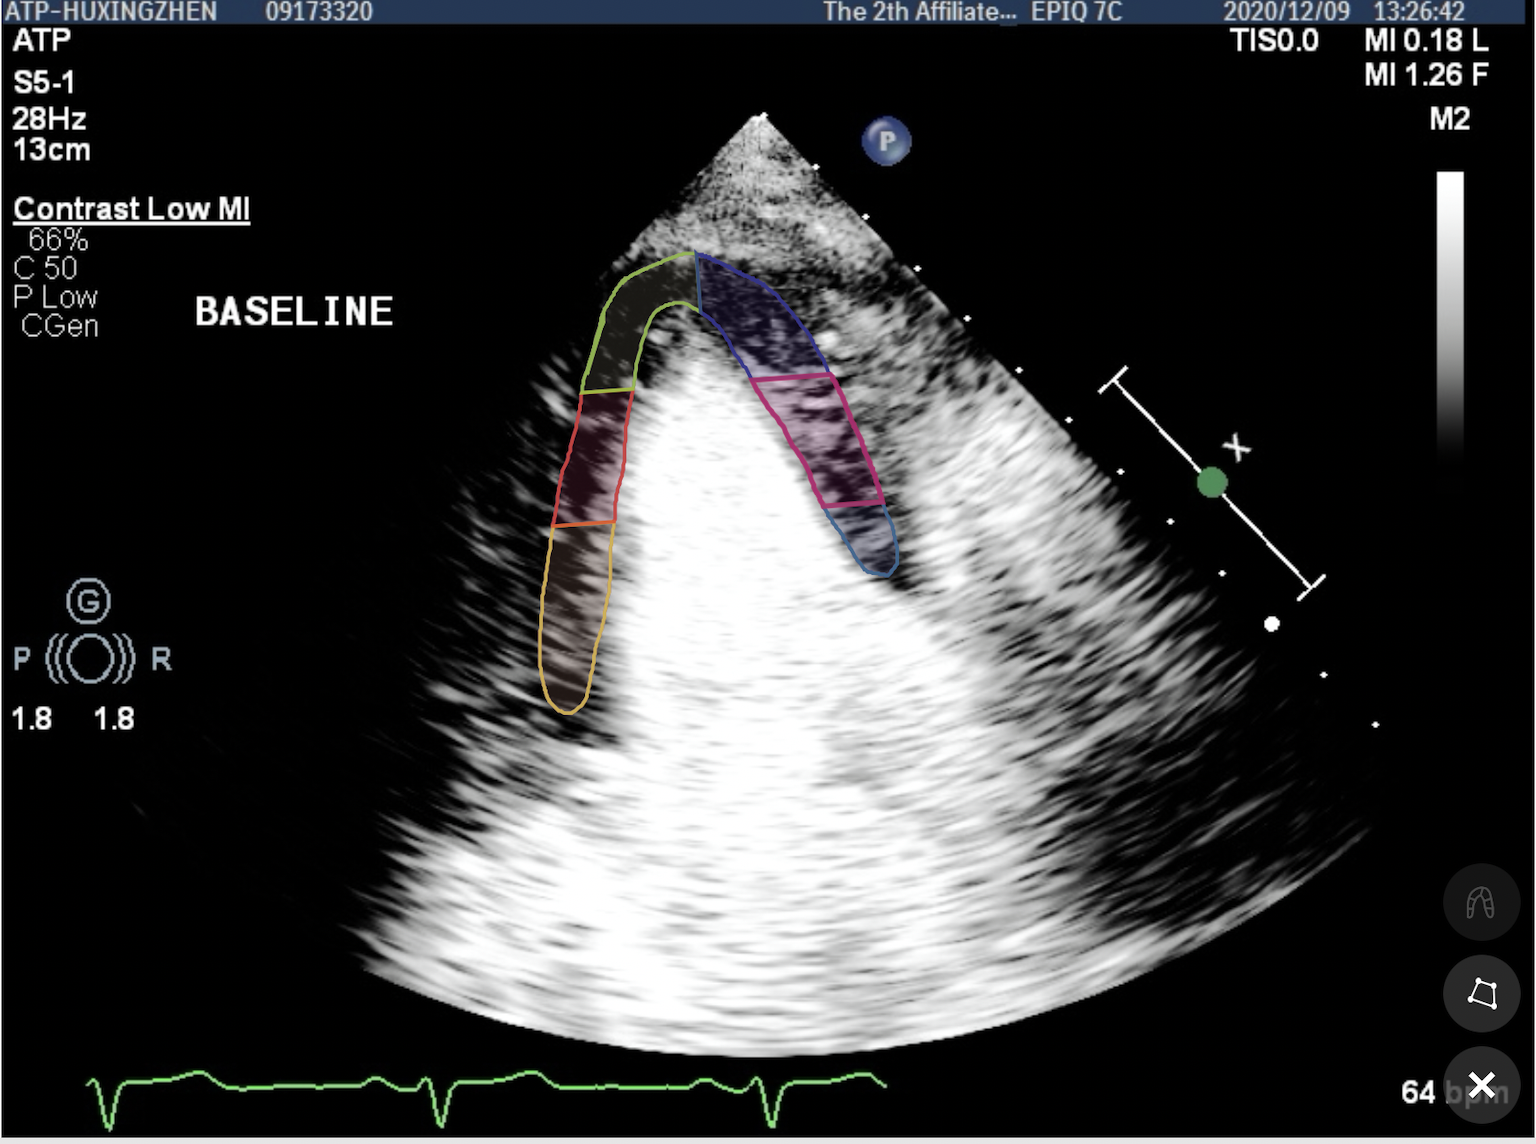 ATP-HUXINGZHEN 09173320 The 2th Affiliate... EPIQ 7C 2020/12/09 13:26:42
ATP TIS0.0 MI 0.18 L
S5-1 MI 1.26 F
28Hz M2
13cm
P
Contrast Low MI
66%
C 50
P Low
CGen
BASELINE
X
G
P R
1.8 1.8
64 bpm